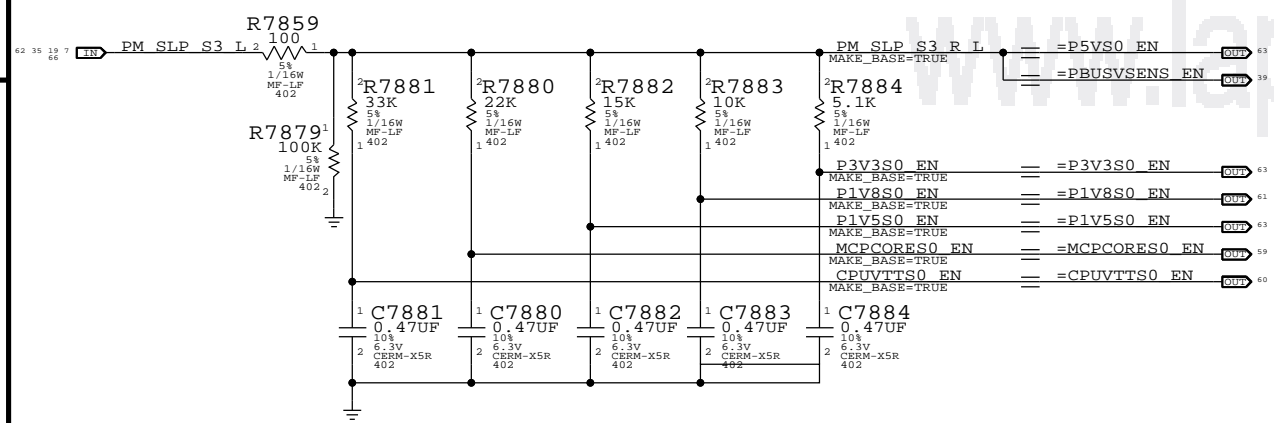 www.lap
R7859
100
62 35 19 7
66
IN
PM_SLP_S3_L
2
1
5%
1/16W
MF-LF
402
PM_SLP_S3_R_L
MAKE_BASE=TRUE
=P5VS0_EN
OUT
63
=PBUSVSENS_EN
OUT
39
2
R7881
33K
5%
1/16W
MF-LF
402
1
2
R7880
22K
5%
1/16W
MF-LF
402
1
2
R7882
15K
5%
1/16W
MF-LF
402
1
2
R7883
10K
5%
1/16W
MF-LF
402
1
2
R7884
5.1K
5%
1/16W
MF-LF
402
1
R7879
1
100K
5%
1/16W
MF-LF
402
2
P3V3S0_EN
MAKE_BASE=TRUE
=P3V3S0_EN
OUT
63
P1V8S0_EN
MAKE_BASE=TRUE
=P1V8S0_EN
OUT
61
P1V5S0_EN
MAKE_BASE=TRUE
=P1V5S0_EN
OUT
63
MCPCORES0_EN
MAKE_BASE=TRUE
=MCPCORES0_EN
OUT
59
CPUVTTS0_EN
MAKE_BASE=TRUE
=CPUVTTS0_EN
OUT
60
1
C7881
0.47UF
10%
6.3V
CERM-X5R
402
2
1
C7880
0.47UF
10%
6.3V
CERM-X5R
402
2
1
C7882
0.47UF
10%
6.3V
CERM-X5R
402
2
1
C7883
0.47UF
10%
6.3V
CERM-X5R
402
2
1
C7884
0.47UF
10%
6.3V
CERM-X5R
402
2